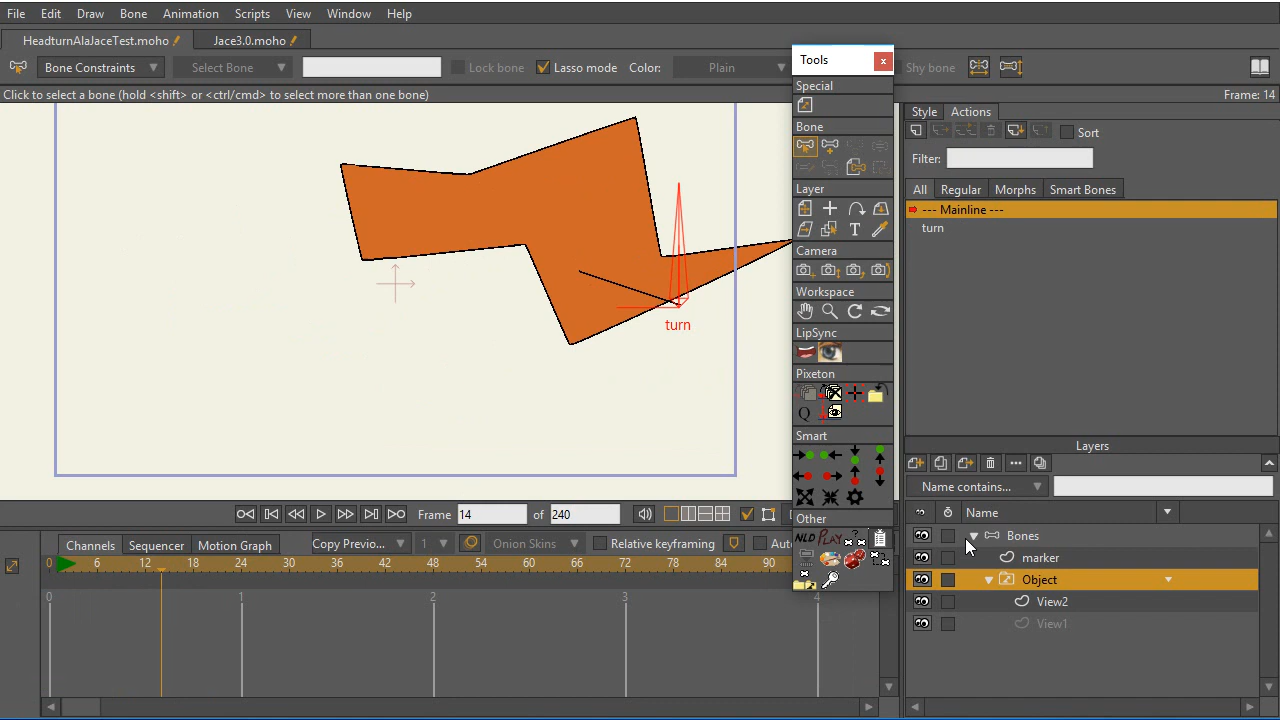 File Edit Draw Bone Animation Scripts View Window Help
HeadturnAlaJaceTest.moho Jace3.0.moho
Bone Constraints Select Bone Lock bone Lasso mode Color: Plain Shy bone
Click to select a bone (hold <shift> or <ctrl/cmd> to select more than one bone) Frame: 14
Tools
Special
Bone
Layer
T
Camera
Workspace
LipSync
Pixeton
Q
Smart
Other
NLD PLAY
turn
Style Actions
Sort
Filter:
All Regular Morphs Smart Bones
--- Mainline ---
turn
Layers
Name contains...
Name
Bones
marker
Object
View2
View1
Frame 14 of 240
Channels Sequencer Motion Graph Copy Previo... 1 Onion Skins Relative keyframing Auto
0 6 12 18 24 30 36 42 48 54 60 66 72 78 84 90
0 1 2 3 4